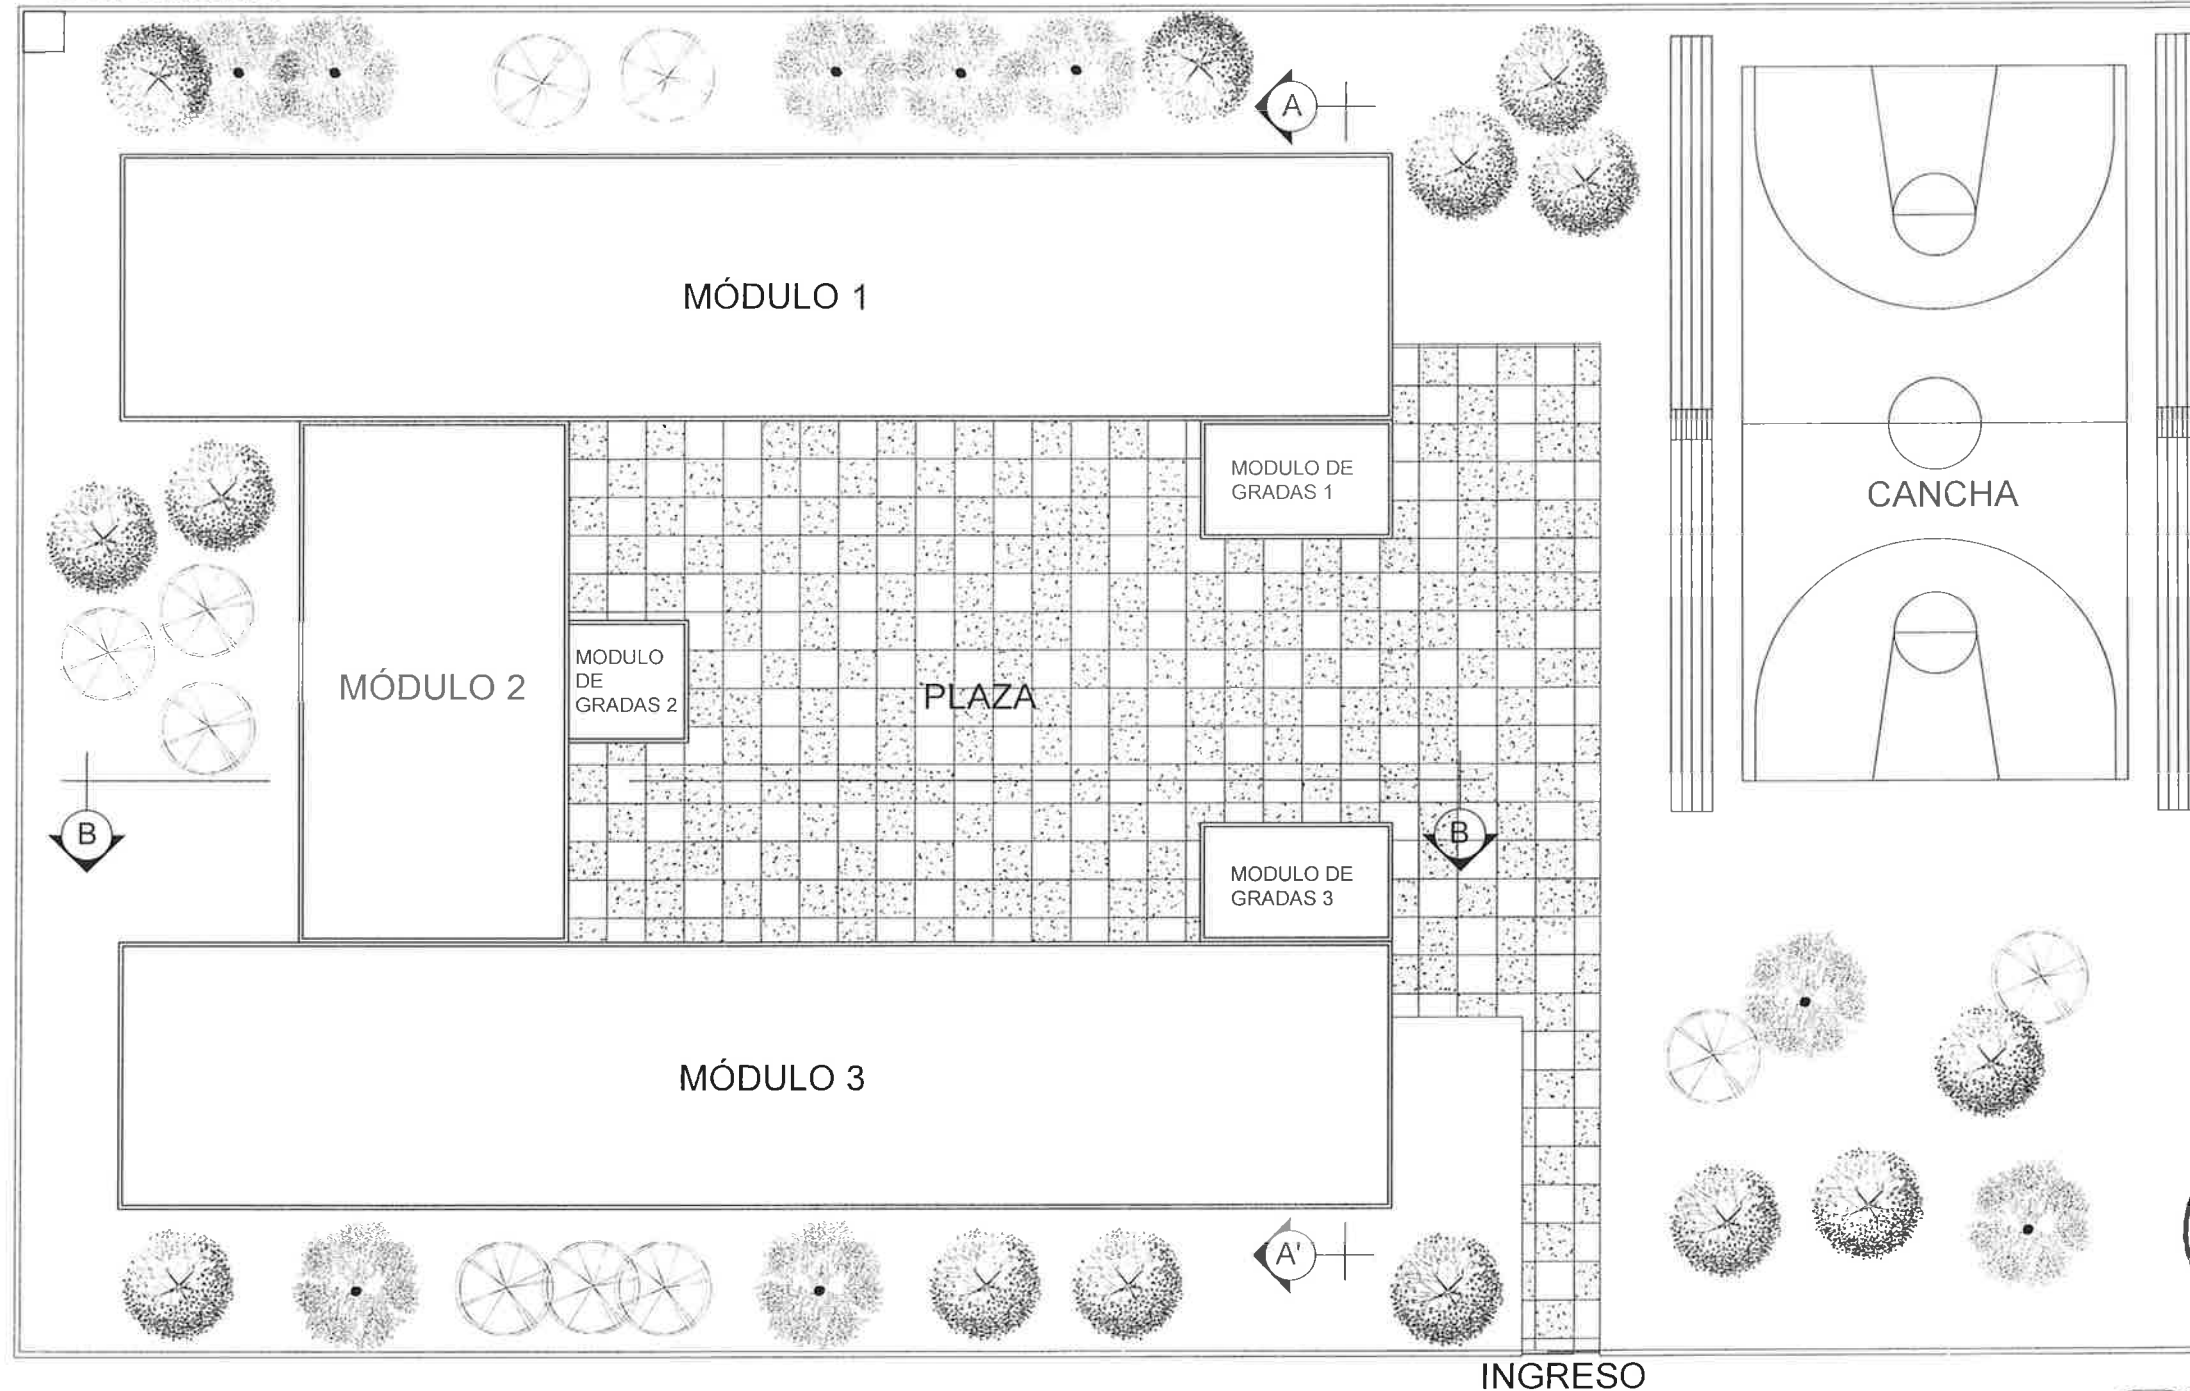 A
MÓDULO 1
MODULO DE
GRADAS 1
CANCHA
MODULO
DE
GRADAS 2
MÓDULO 2
PLAZA
B
B
MODULO DE
GRADAS 3
MÓDULO 3
A'
INGRESO